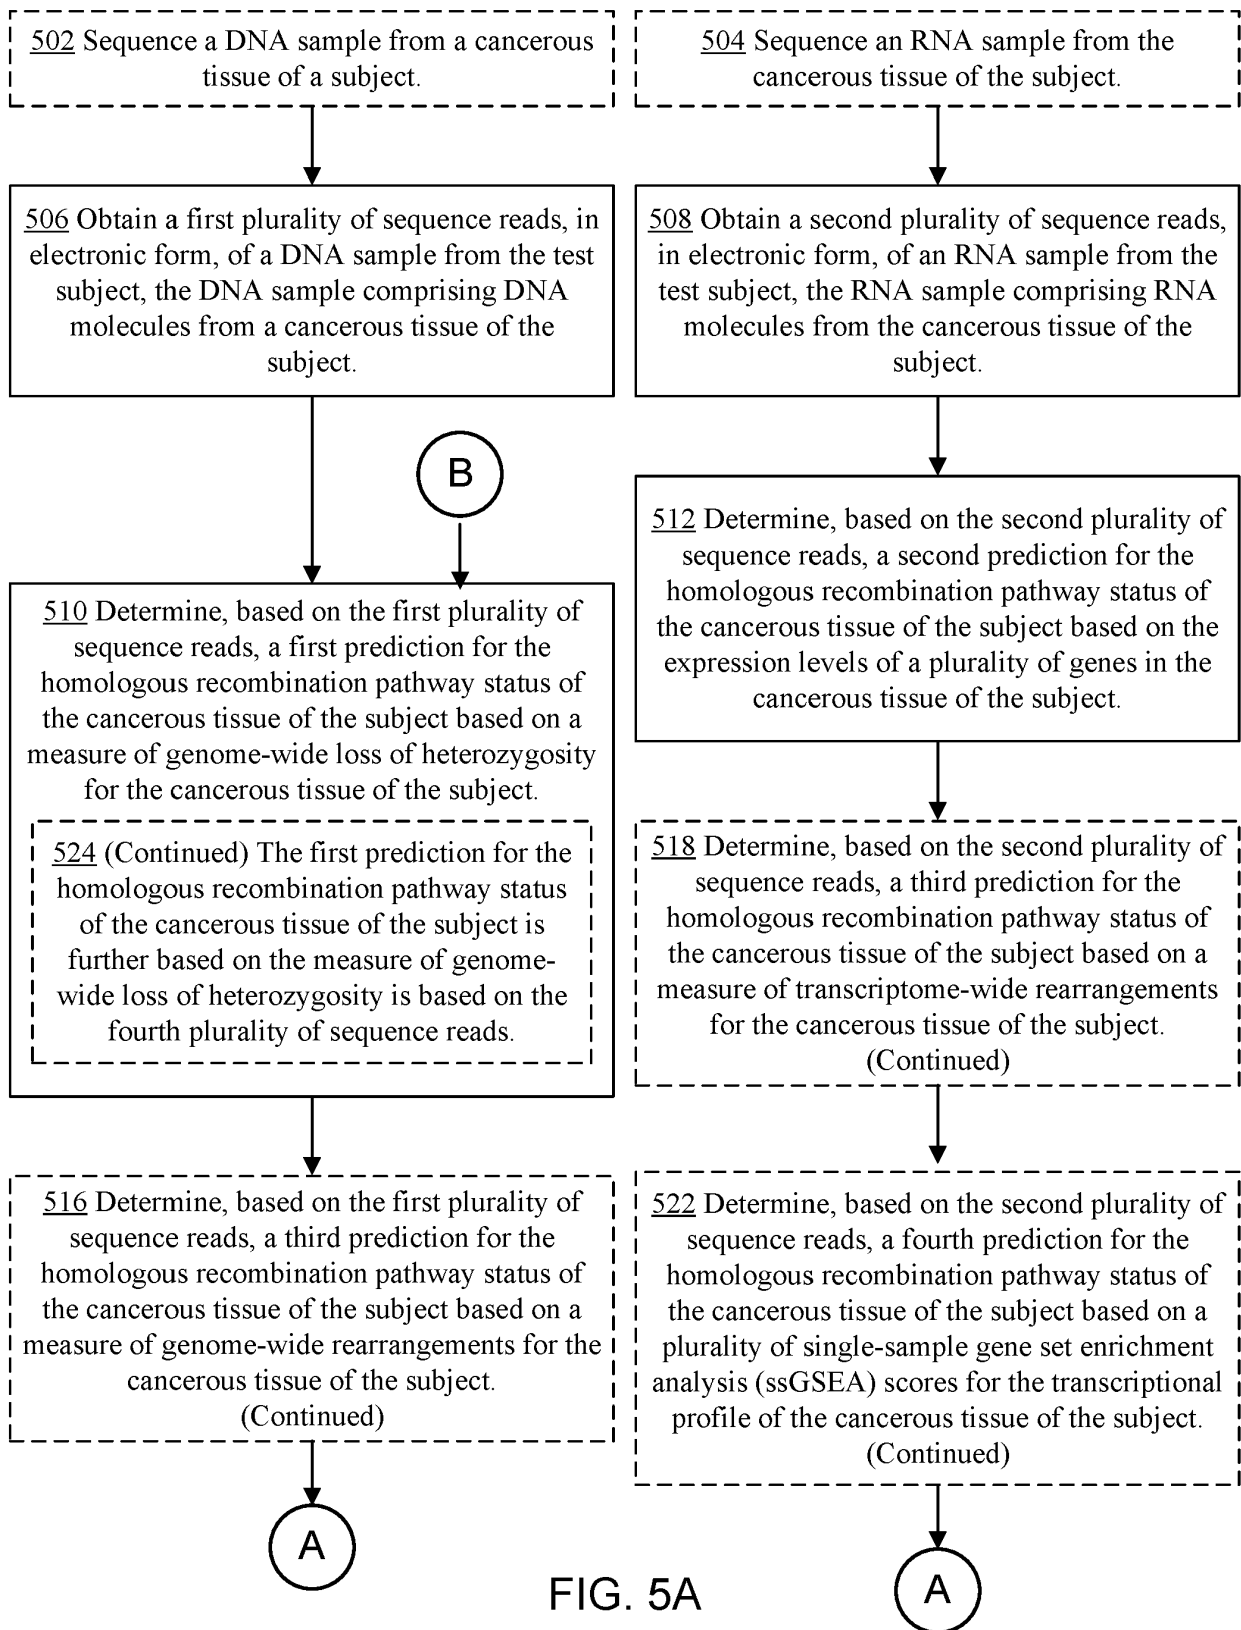 502 Sequence a DNA sample from a cancerous
tissue of a subject.
504 Sequence an RNA sample from the
cancerous tissue of the subject.
506 Obtain a first plurality of sequence reads, in
electronic form, of a DNA sample from the test
subject, the DNA sample comprising DNA
molecules from a cancerous tissue of the
subject.
508 Obtain a second plurality of sequence reads,
in electronic form, of an RNA sample from the
test subject, the RNA sample comprising RNA
molecules from the cancerous tissue of the
subject.
B
512 Determine, based on the second plurality of
sequence reads, a second prediction for the
homologous recombination pathway status of
the cancerous tissue of the subject based on the
expression levels of a plurality of genes in the
cancerous tissue of the subject.
510 Determine, based on the first plurality of
sequence reads, a first prediction for the
homologous recombination pathway status of
the cancerous tissue of the subject based on a
measure of genome-wide loss of heterozygosity
for the cancerous tissue of the subject.
524 (Continued) The first prediction for the
homologous recombination pathway status
of the cancerous tissue of the subject is
further based on the measure of genome-
wide loss of heterozygosity is based on the
fourth plurality of sequence reads.
518 Determine, based on the second plurality of
sequence reads, a third prediction for the
homologous recombination pathway status of
the cancerous tissue of the subject based on a
measure of transcriptome-wide rearrangements
for the cancerous tissue of the subject.
(Continued)
516 Determine, based on the first plurality of
sequence reads, a third prediction for the
homologous recombination pathway status of
the cancerous tissue of the subject based on a
measure of genome-wide rearrangements for the
cancerous tissue of the subject.
(Continued)
522 Determine, based on the second plurality of
sequence reads, a fourth prediction for the
homologous recombination pathway status of
the cancerous tissue of the subject based on a
plurality of single-sample gene set enrichment
analysis (ssGSEA) scores for the transcriptional
profile of the cancerous tissue of the subject.
(Continued)
A
A
FIG. 5A